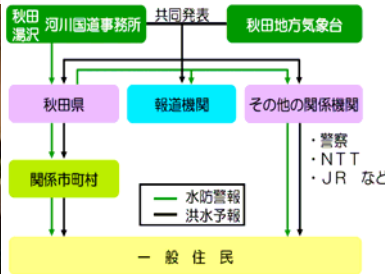 秋田
湯沢 河川国道事務所
共同発表
秋田地方気象台
秋田県
報道機関
その他の関係機関
・警察
・NTT
・JR など
関係市町村
水防警報
洪水予報
一般住民